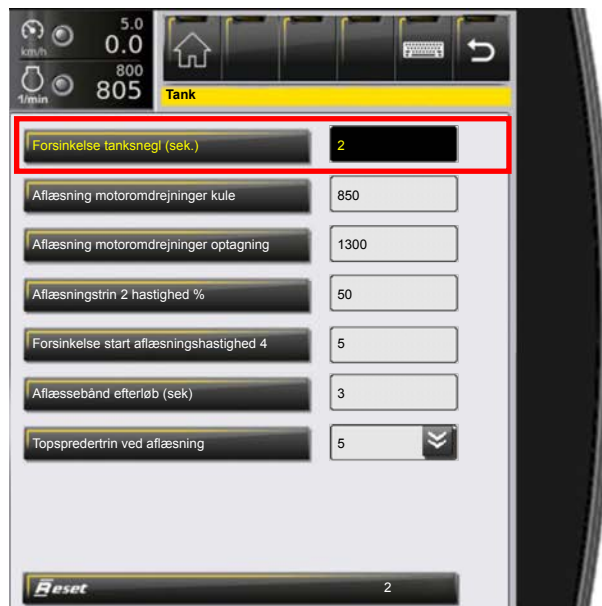 5.0
km/h 0.0
800
1/min 805
Tank
Forsinkelse tanksnegl (sek.) 2
Aflæsning motoromdrejninger kule 850
Aflæsning motoromdrejninger optagning 1300
Aflæsningstrin 2 hastighed % 50
Forsinkelse start aflæsningshastighed 4 5
Aflæssebånd efterløb (sek) 3
Topspredertrin ved aflæsning 5
Reset 2